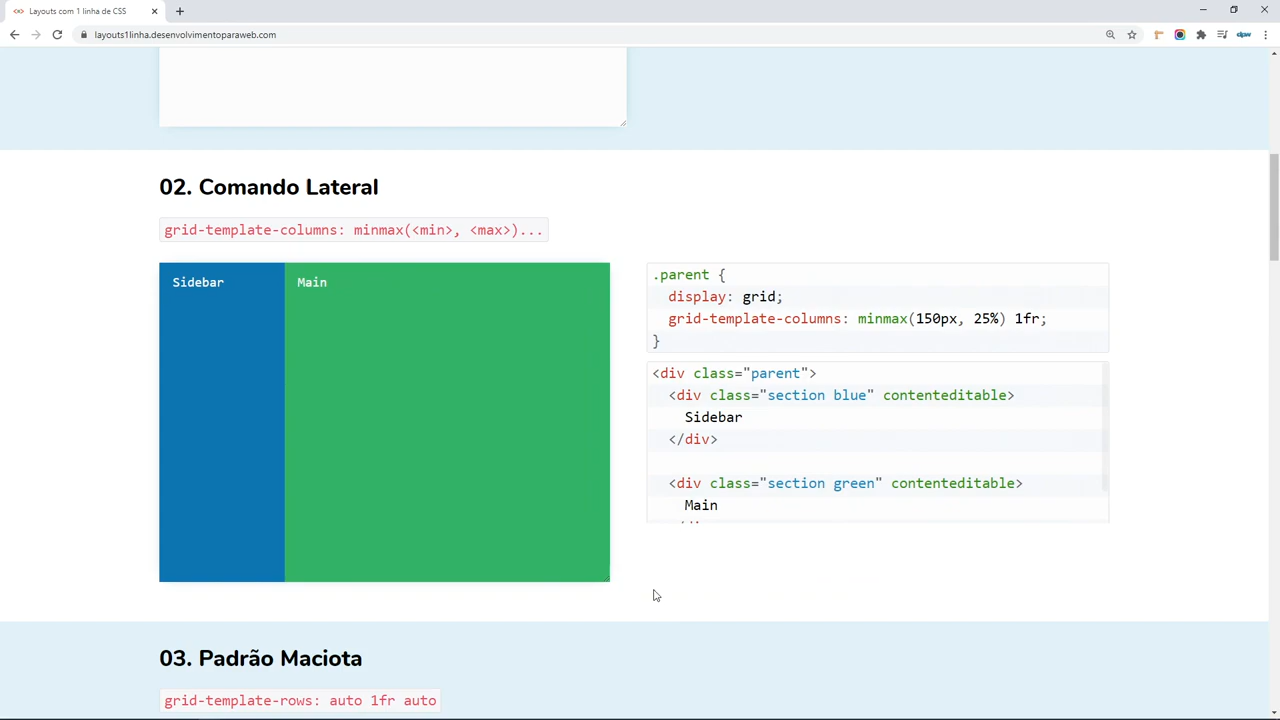 Layouts com 1 linha de CSS
layouts1linha.desenvolvimentoparaweb.com
dpw
02. Comando Lateral
grid-template-columns: minmax(<min>, <max>)...
Sidebar
Main
.parent {
  display: grid;
  grid-template-columns: minmax(150px, 25%) 1fr;
}
<div class="parent">
  <div class="section blue" contenteditable>
    Sidebar
  </div>
  <div class="section green" contenteditable>
    Main
03. Padrão Maciota
grid-template-rows: auto 1fr auto